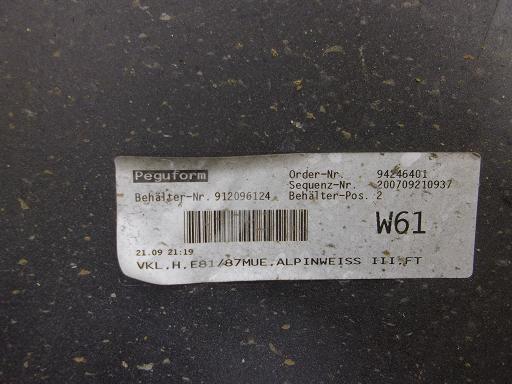 Peguform Order-Nr. 94246401
Sequenz-Nr. 200709210937
Behälter-Nr. 912096124 Behälter-Pos. 2
W61
21.09 21:19
VKL.H.E81/87MUE.ALPINWEISS III.FT